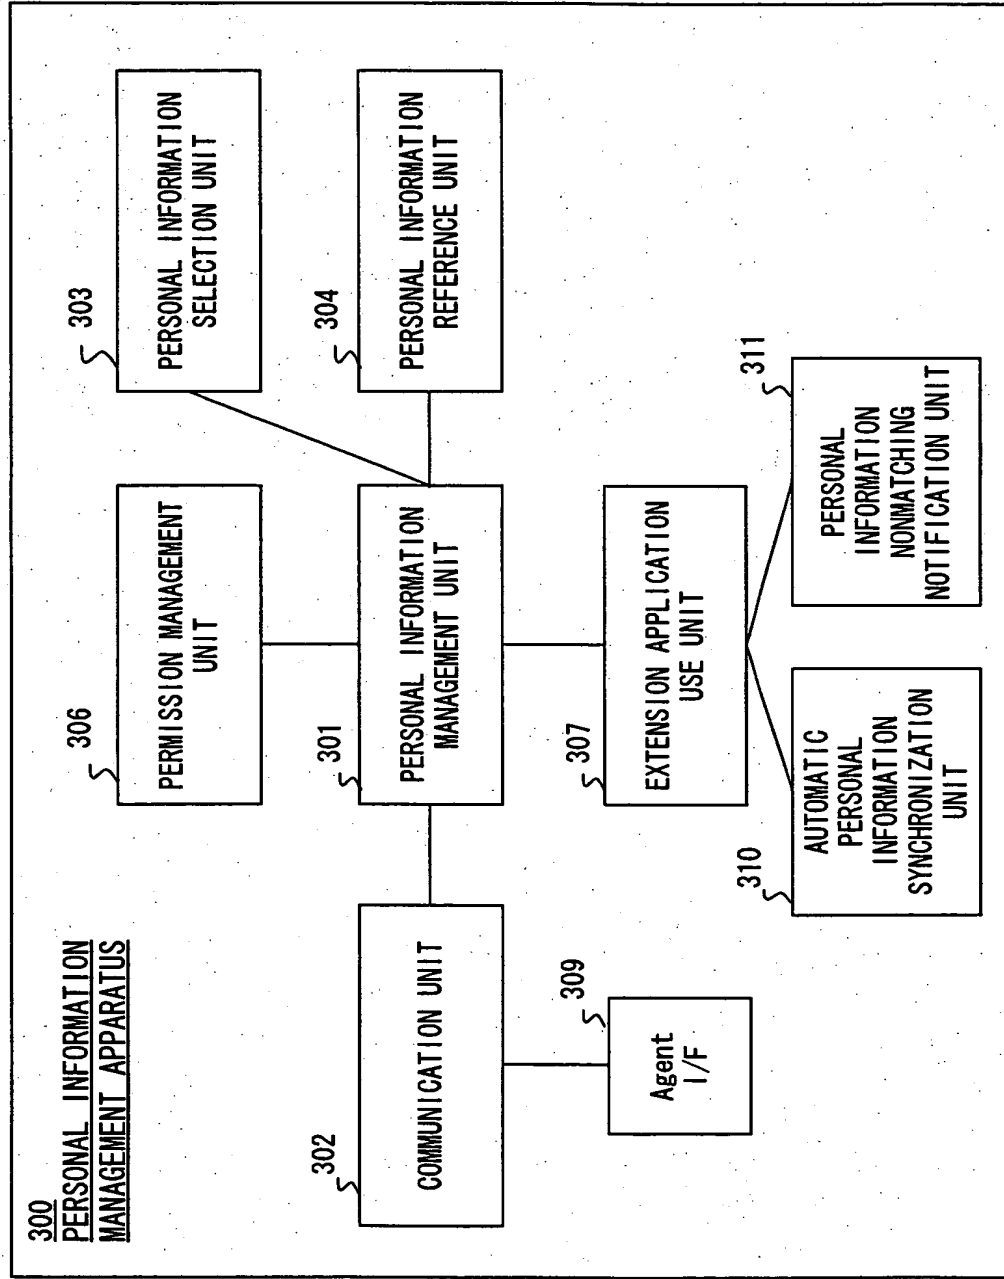 300
PERSONAL INFORMATION
MANAGEMENT APPARATUS
306
PERMISSION MANAGEMENT
UNIT
303
PERSONAL INFORMATION
SELECTION UNIT
302
COMMUNICATION UNIT
301
PERSONAL INFORMATION
MANAGEMENT UNIT
304
PERSONAL INFORMATION
REFERENCE UNIT
309
Agent
I/F
307
EXTENSION APPLICATION
USE UNIT
310
AUTOMATIC
PERSONAL
INFORMATION
SYNCHRONIZATION
UNIT
311
PERSONAL
INFORMATION
NONMATCHING
NOTIFICATION UNIT